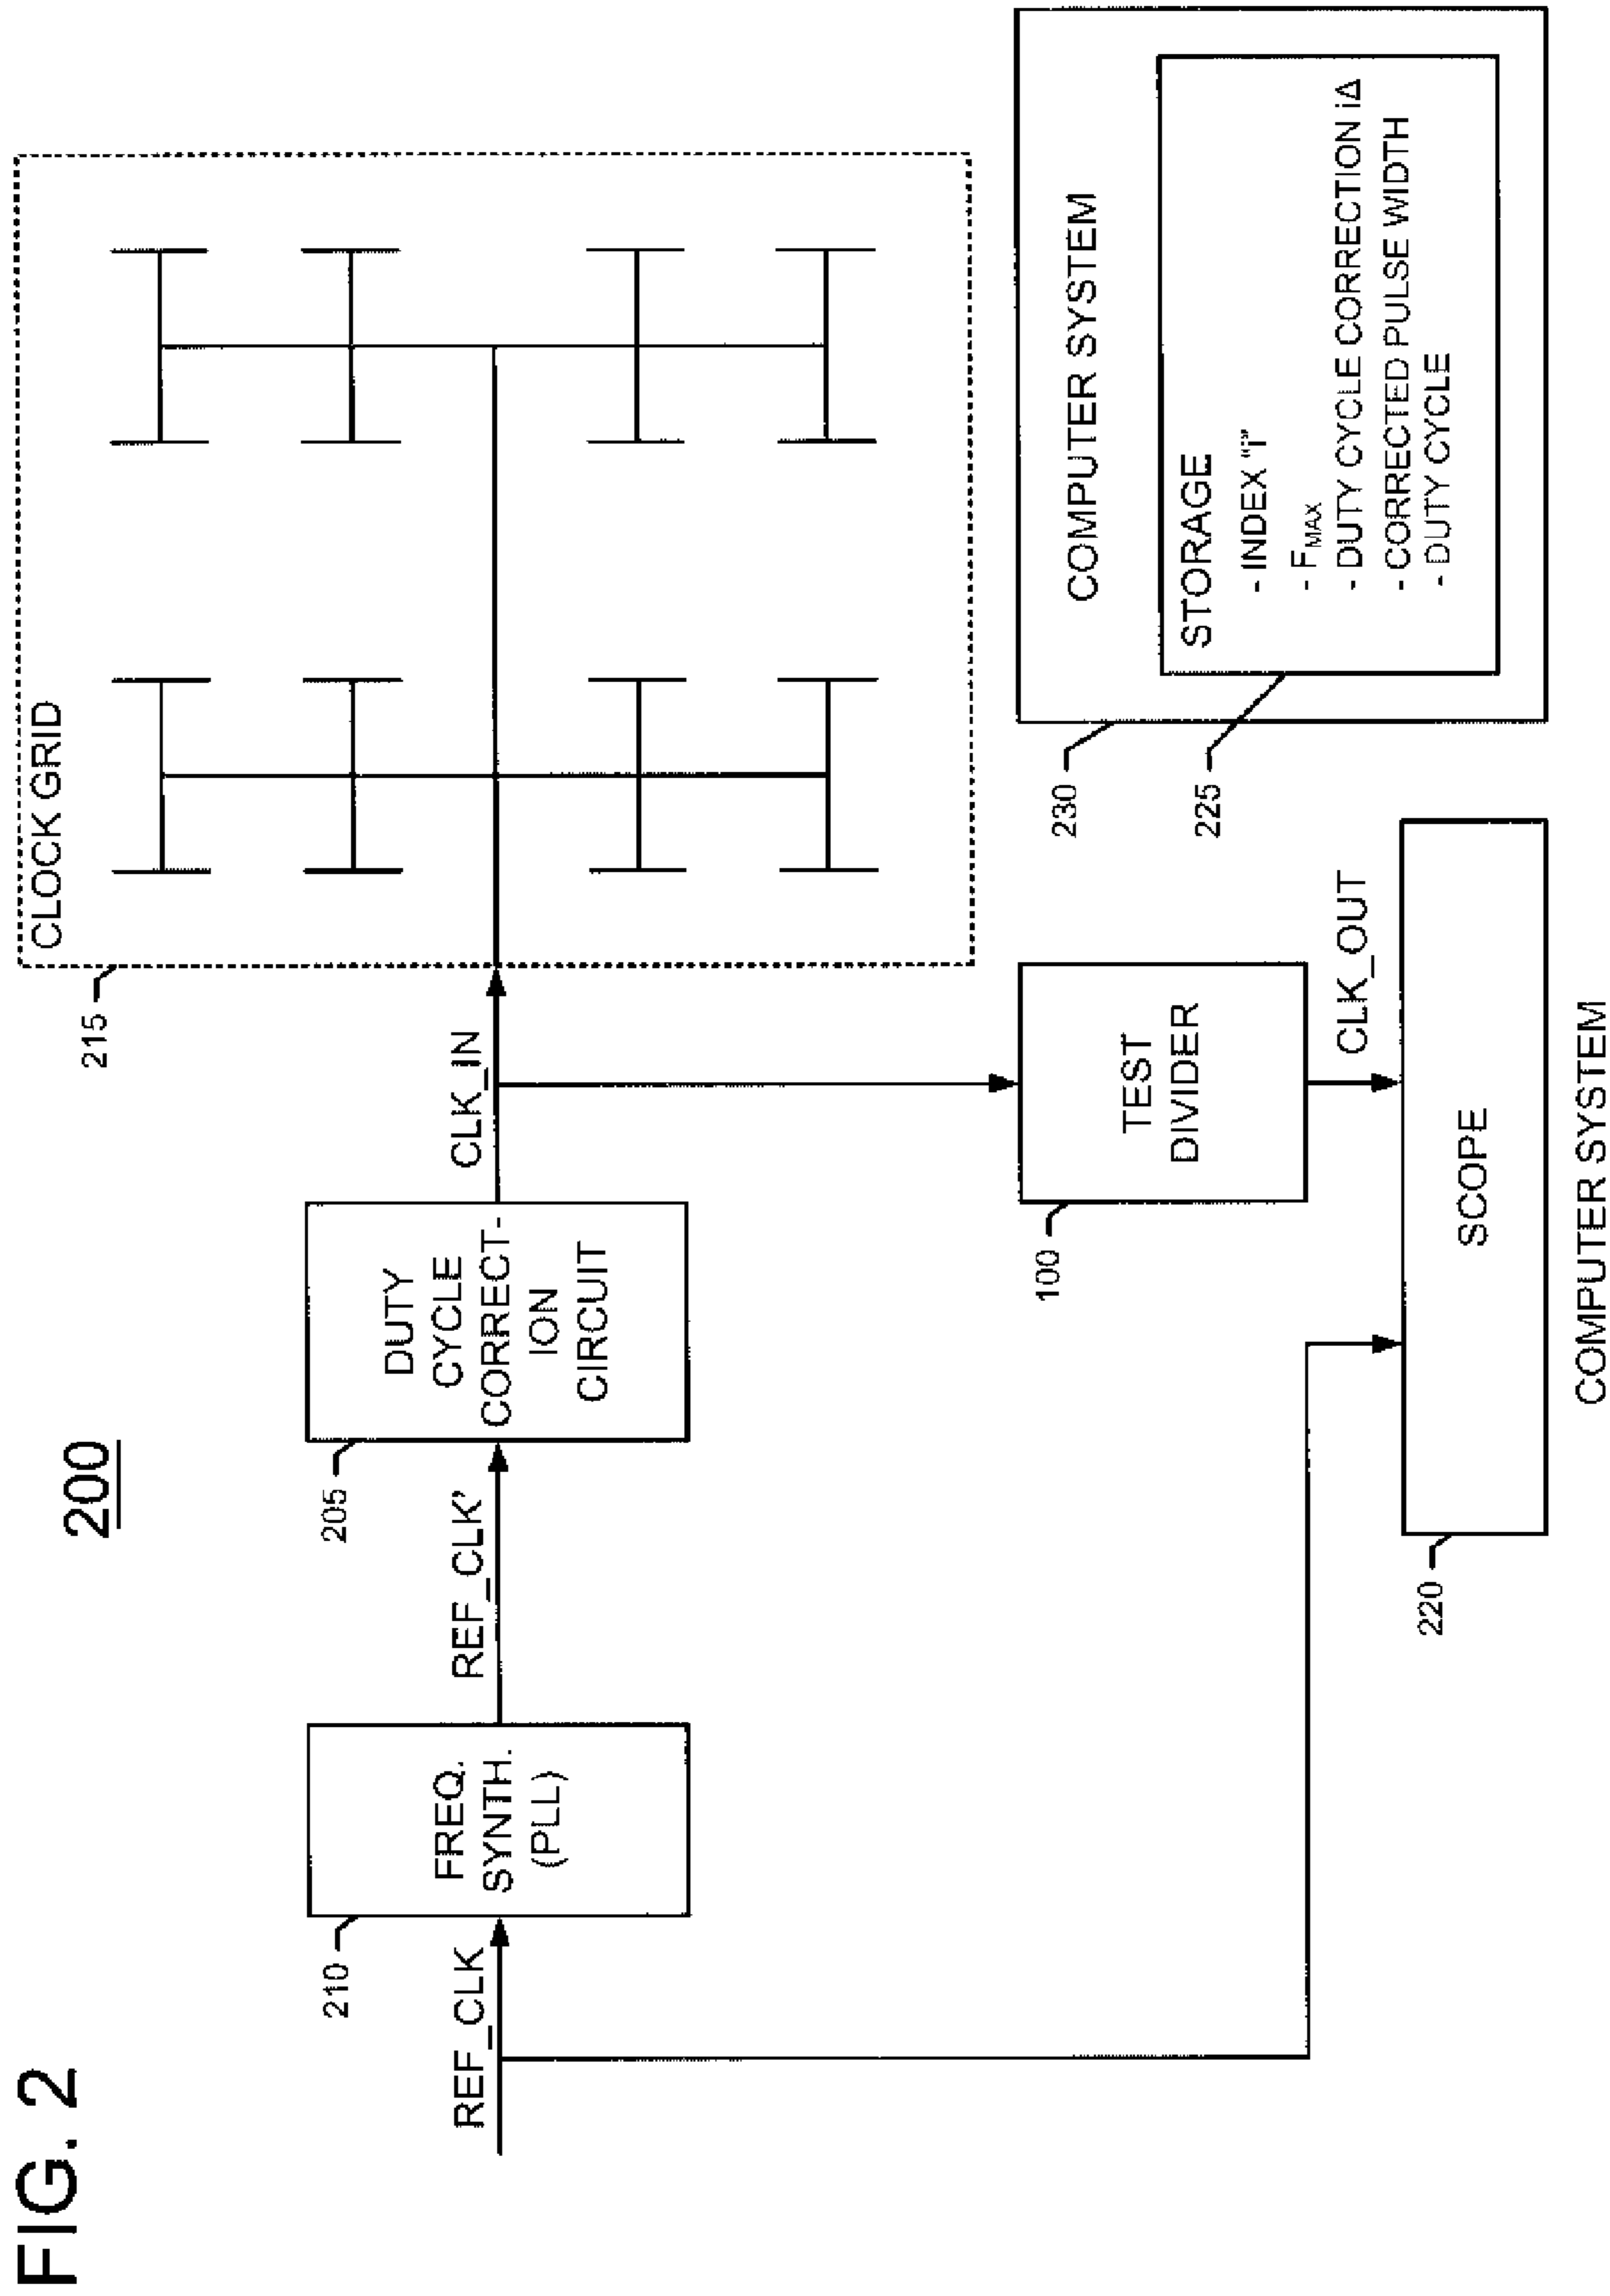 FIG. 2
200
CLOCK GRID
215
REF_CLK
210
FREQ.
SYNTH.
(PLL)
REF_CLK'
205
DUTY
CYCLE
CORRECT-
ION
CIRCUIT
CLK_IN
100
TEST
DIVIDER
CLK_OUT
220
SCOPE
COMPUTER SYSTEM
230
225
COMPUTER SYSTEM
STORAGE
- INDEX “i”
- FMAX
- DUTY CYCLE CORRECTION iΔ
- CORRECTED PULSE WIDTH
- DUTY CYCLE